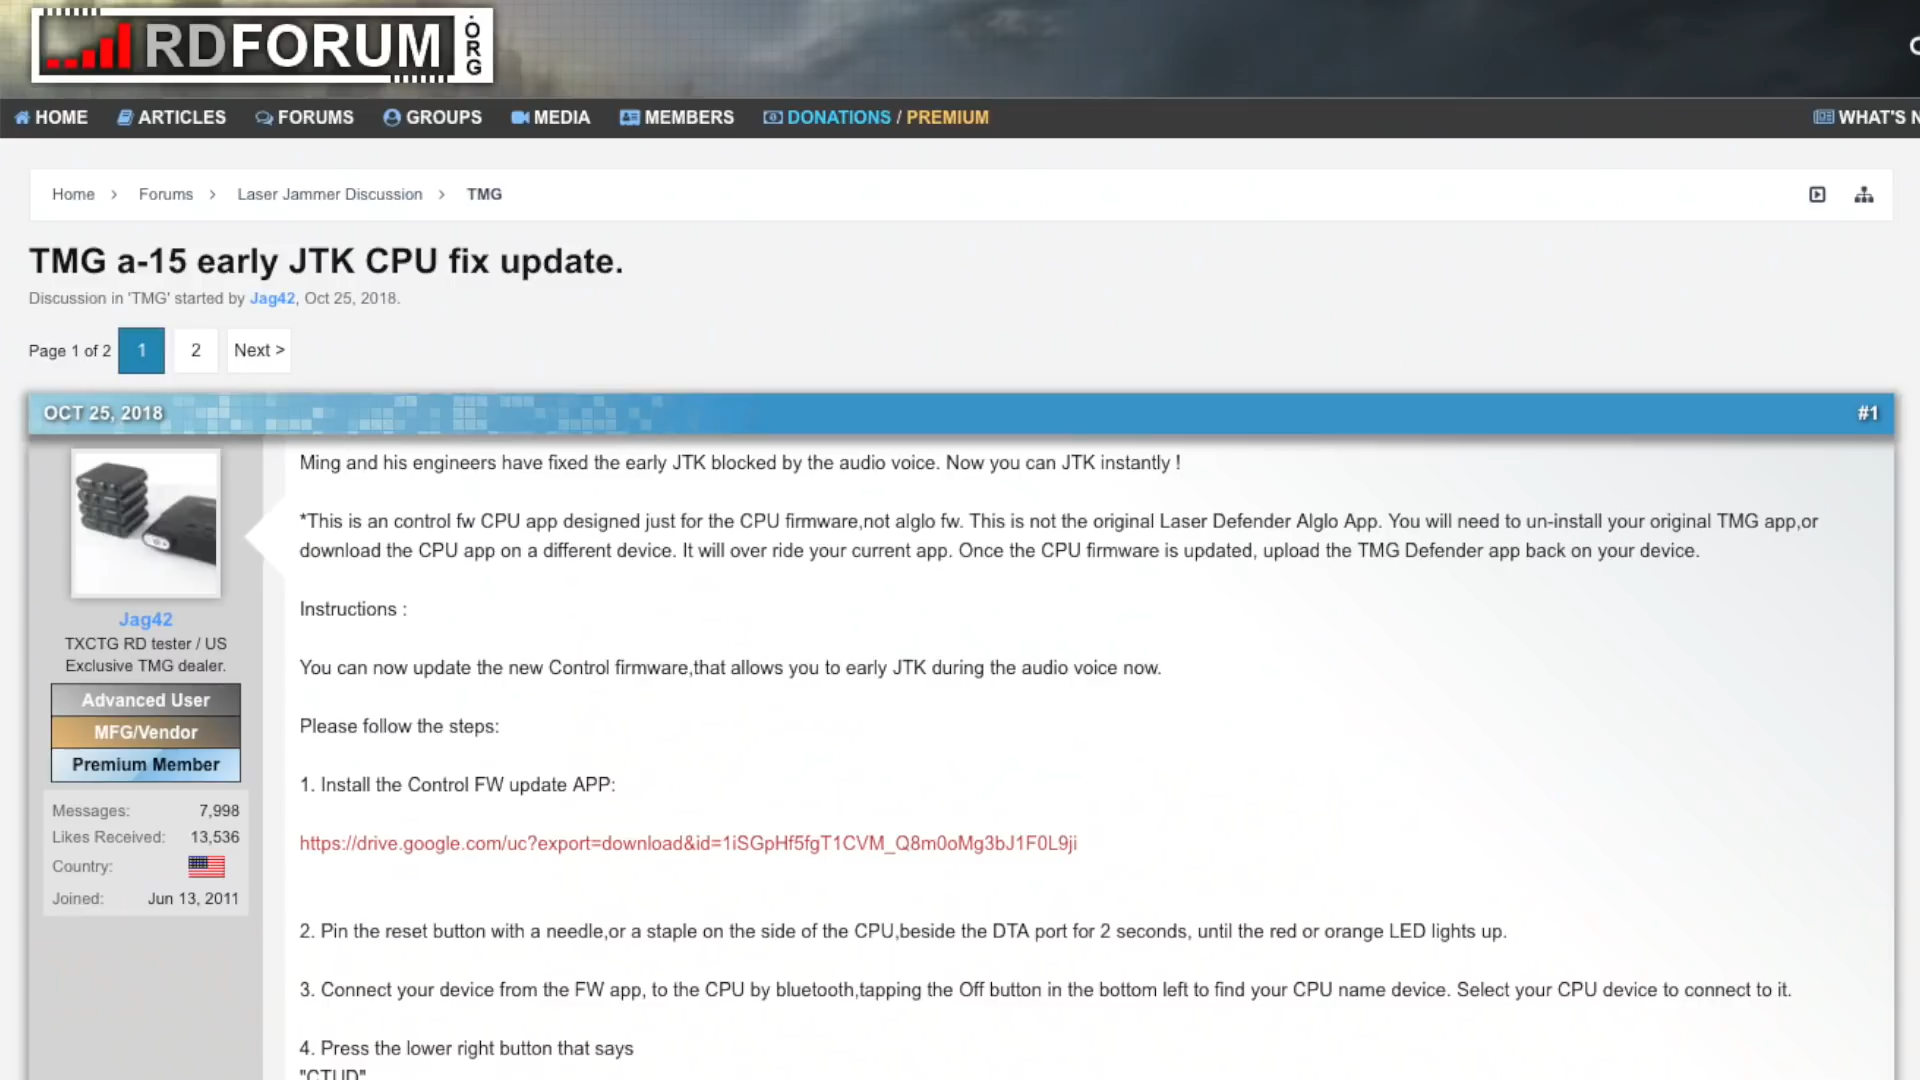 RDFORUM .ORG
HOME ARTICLES FORUMS GROUPS MEDIA MEMBERS DONATIONS / PREMIUM WHAT'S N
Home > Forums > Laser Jammer Discussion > TMG
TMG a-15 early JTK CPU fix update.
Discussion in 'TMG' started by Jag42, Oct 25, 2018.
Page 1 of 2 1 2 Next >
OCT 25, 2018 #1
Jag42
TXCTG RD tester / US
Exclusive TMG dealer.
Advanced User
MFG/Vendor
Premium Member
Messages: 7,998
Likes Received: 13,536
Country:
Joined: Jun 13, 2011
Ming and his engineers have fixed the early JTK blocked by the audio voice. Now you can JTK instantly !
*This is an control fw CPU app designed just for the CPU firmware,not alglo fw. This is not the original Laser Defender Alglo App. You will need to un-install your original TMG app,or
download the CPU app on a different device. It will over ride your current app. Once the CPU firmware is updated, upload the TMG Defender app back on your device.
Instructions :
You can now update the new Control firmware,that allows you to early JTK during the audio voice now.
Please follow the steps:
1. Install the Control FW update APP:
https://drive.google.com/uc?export=download&id=1iSGpHf5fgT1CVM_Q8m0oMg3bJ1F0L9ji
2. Pin the reset button with a needle,or a staple on the side of the CPU,beside the DTA port for 2 seconds, until the red or orange LED lights up.
3. Connect your device from the FW app, to the CPU by bluetooth,tapping the Off button in the bottom left to find your CPU name device. Select your CPU device to connect to it.
4. Press the lower right button that says
"CTUD"